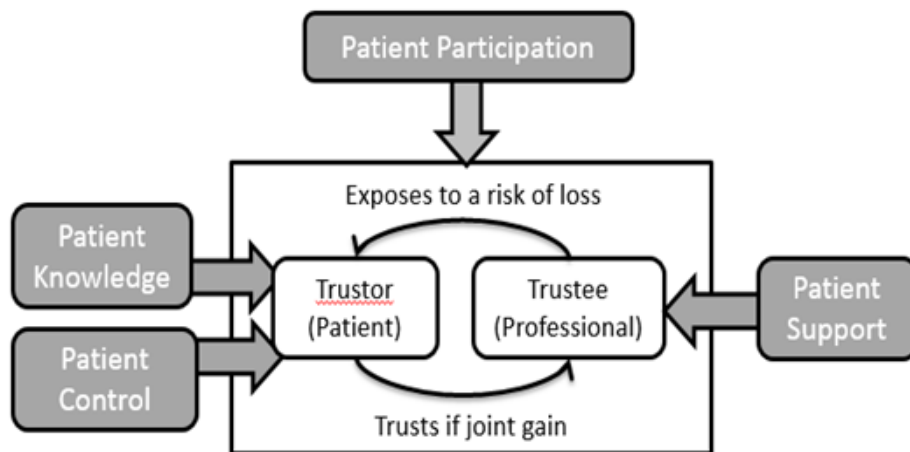 Patient Participation
Exposes to a risk of loss
Patient
Knowledge
Trustor
(Patient)
Trustee
(Professional)
Patient
Support
Patient
Control
Trusts if joint gain